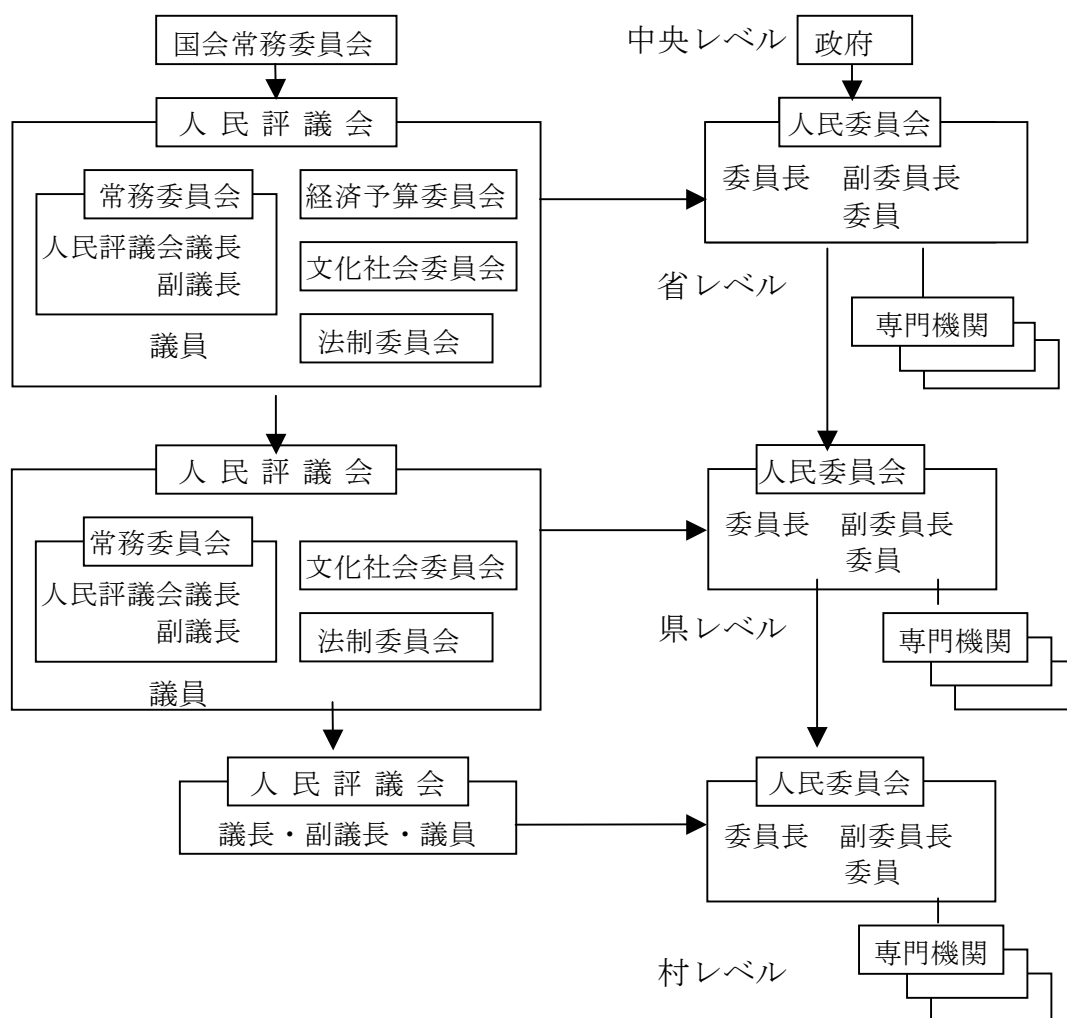 国会常務委員会
中央レベル
政府
人民評議会
人民委員会
常務委員会
人民評議会議長
副議長
議員
経済予算委員会
文化社会委員会
法制委員会
委員長 副委員長
委員
省レベル
専門機関
人民評議会
人民委員会
常務委員会
人民評議会議長
副議長
議員
文化社会委員会
法制委員会
委員長 副委員長
委員
県レベル
専門機関
人民評議会
議長・副議長・議員
人民委員会
委員長 副委員長
委員
村レベル
専門機関